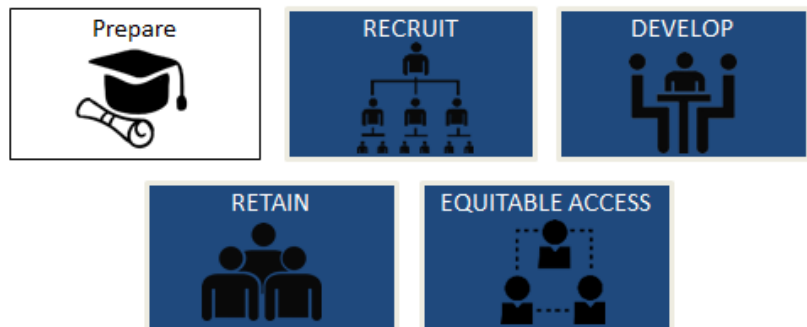 Prepare
RECRUIT
DEVELOP
RETAIN
EQUITABLE ACCESS